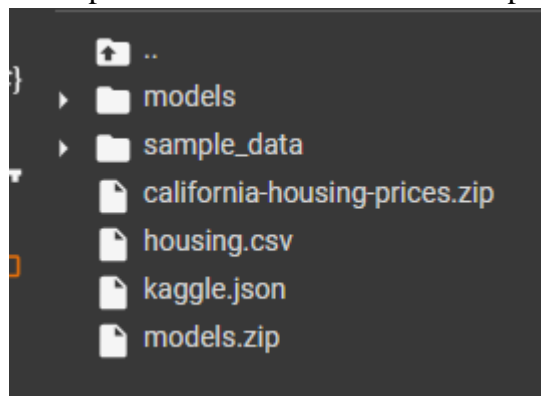 ..
models
sample_data
california-housing-prices.zip
housing.csv
kaggle.json
models.zip